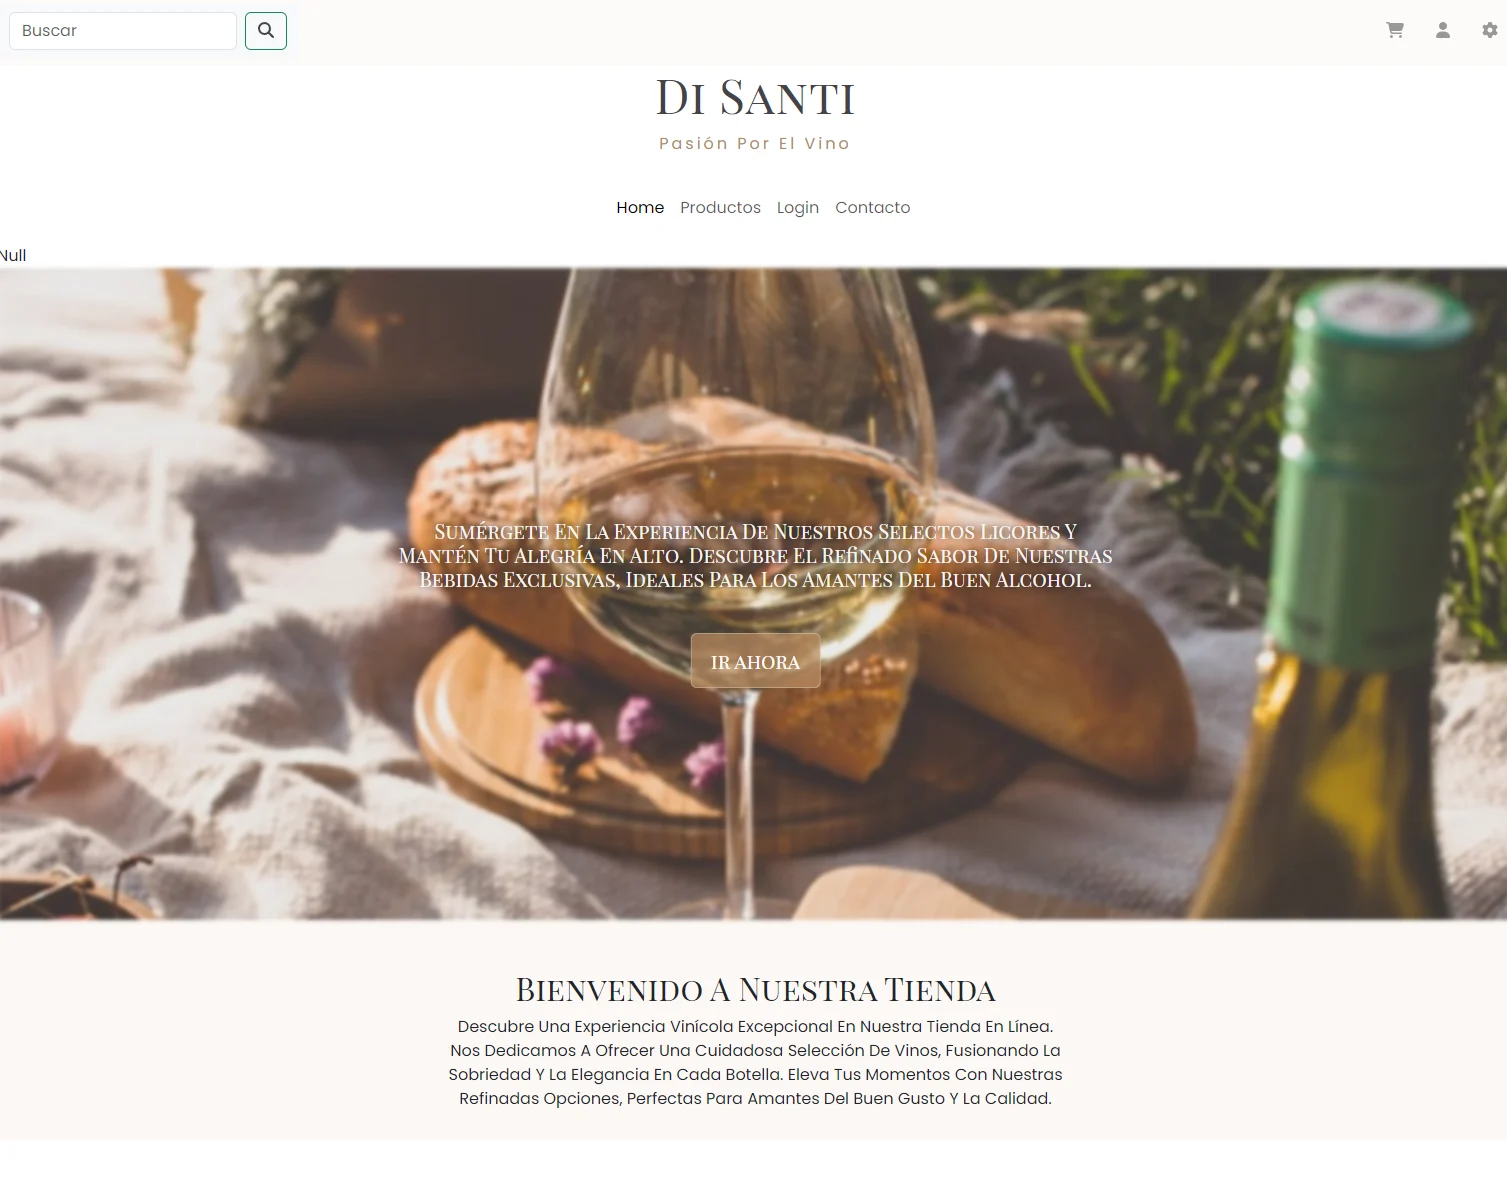 Buscar
Di Santi
Pasión Por El Vino
Home Productos Login Contacto
Null
Sumérgete En La Experiencia De Nuestros Selectos Licores Y
Mantén Tu Alegría En Alto. Descubre El Refinado Sabor De Nuestras
Bebidas Exclusivas, Ideales Para Los Amantes Del Buen Alcohol.
IR AHORA
Bienvenido A Nuestra Tienda
Descubre Una Experiencia Vinícola Excepcional En Nuestra Tienda En Línea.
Nos Dedicamos A Ofrecer Una Cuidadosa Selección De Vinos, Fusionando La
Sobriedad Y La Elegancia En Cada Botella. Eleva Tus Momentos Con Nuestras
Refinadas Opciones, Perfectas Para Amantes Del Buen Gusto Y La Calidad.